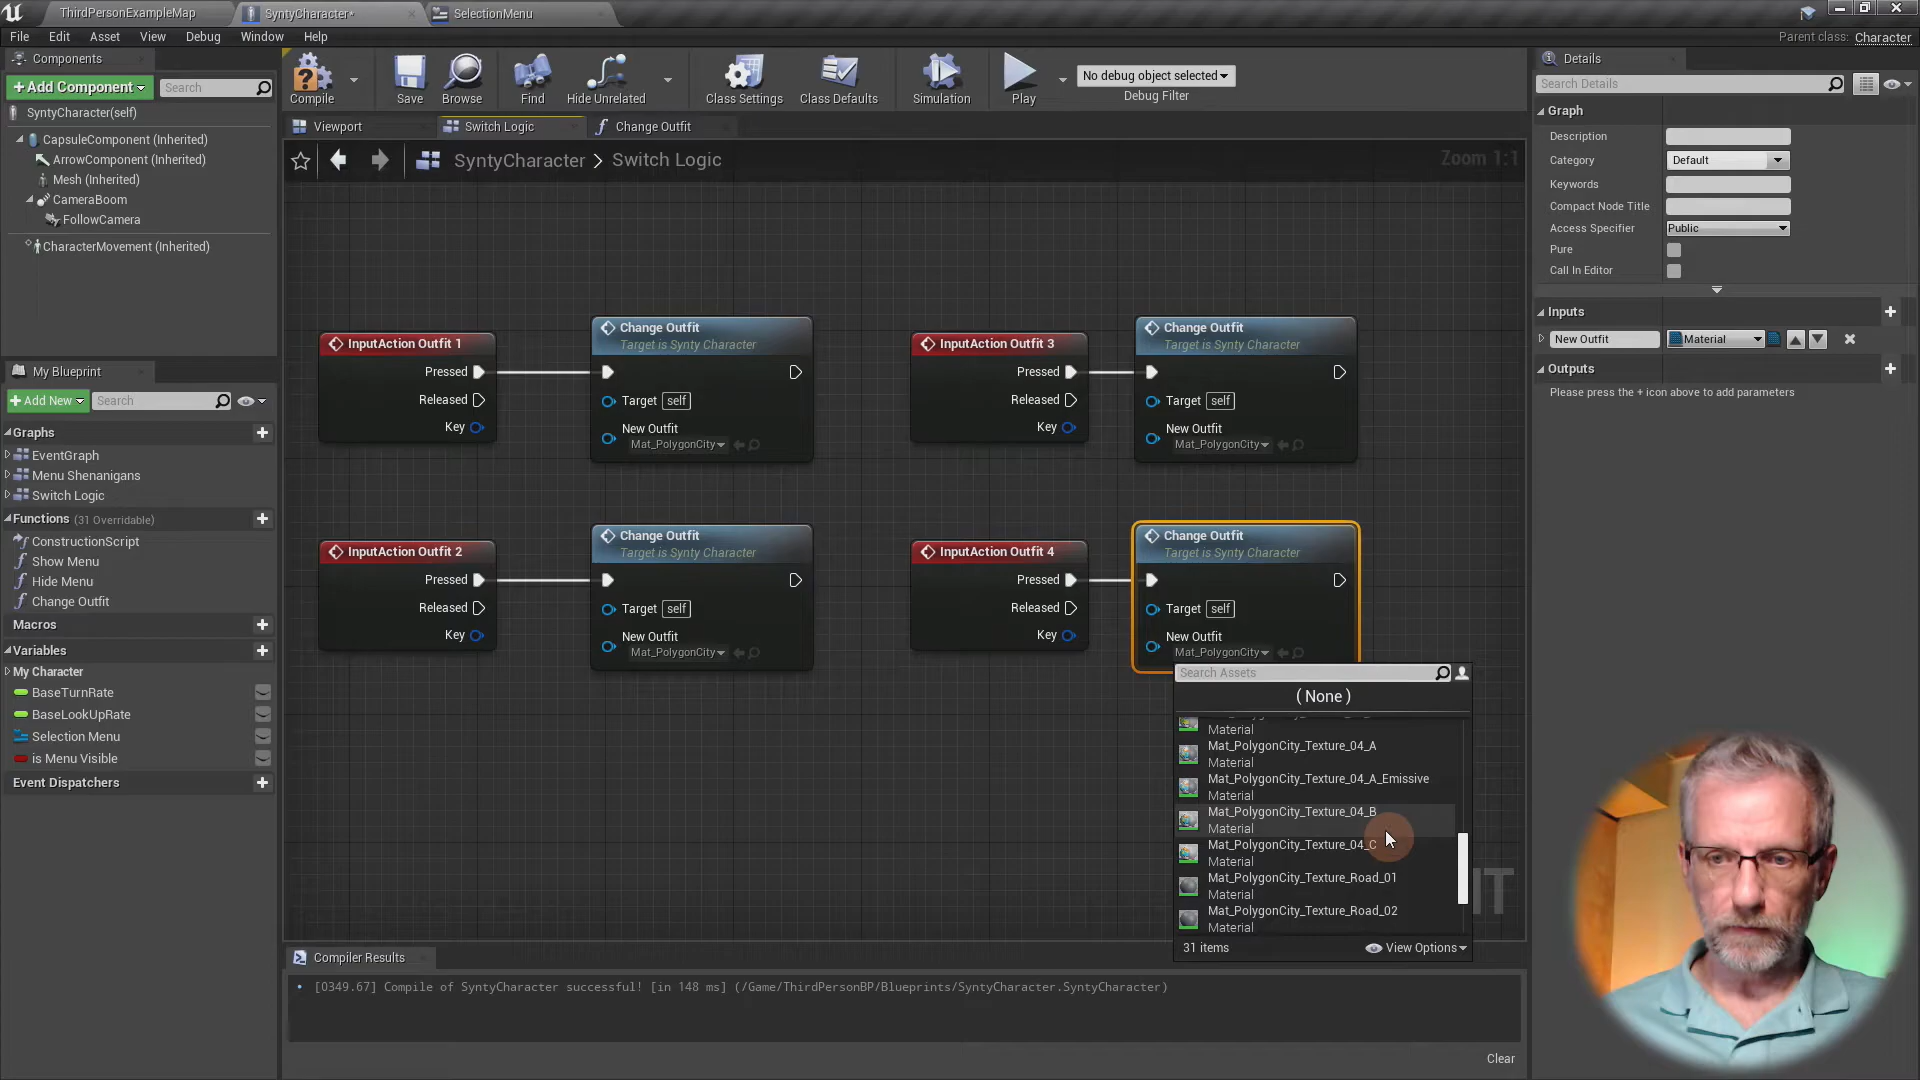 ThirdPersonExampleMap
SyntyCharacter*
SelectionMenu
File Edit Asset View Debug Window Help
Parent class: Character
Components
+Add Component
Search
SyntyCharacter(self)
CapsuleComponent (Inherited)
ArrowComponent (Inherited)
Mesh (Inherited)
CameraBoom
FollowCamera
CharacterMovement (Inherited)
My Blueprint
+Add New
Search
Graphs
EventGraph
Menu Shenanigans
Switch Logic
Functions (31 Overridable)
ConstructionScript
Show Menu
Hide Menu
Change Outfit
Macros
Variables
My Character
BaseTurnRate
BaseLookUpRate
Selection Menu
is Menu Visible
Event Dispatchers
Compile
Save
Browse
Find
Hide Unrelated
Class Settings
Class Defaults
Simulation
Play
No debug object selected
Debug Filter
Viewport
Switch Logic
Change Outfit
SyntyCharacter > Switch Logic
Zoom 1:1
InputAction Outfit 1
Pressed
Released
Key
Change Outfit
Target is Synty Character
Target self
New Outfit
Mat_PolygonCity
InputAction Outfit 3
Pressed
Released
Key
Change Outfit
Target is Synty Character
Target self
New Outfit
Mat_PolygonCity
InputAction Outfit 2
Pressed
Released
Key
Change Outfit
Target is Synty Character
Target self
New Outfit
Mat_PolygonCity
InputAction Outfit 4
Pressed
Released
Key
Change Outfit
Target is Synty Character
Target self
New Outfit
Mat_PolygonCity
Search Assets
( None )
Material
Mat_PolygonCity_Texture_04_A
Material
Mat_PolygonCity_Texture_04_A_Emissive
Material
Mat_PolygonCity_Texture_04_B
Material
Mat_PolygonCity_Texture_04_C
Material
Mat_PolygonCity_Texture_Road_01
Material
Mat_PolygonCity_Texture_Road_02
Material
31 items
View Options
Compiler Results
[0349.67] Compile of SyntyCharacter successful! [in 148 ms] (/Game/ThirdPersonBP/Blueprints/SyntyCharacter.SyntyCharacter)
Clear
Details
Search Details
Graph
Description
Category Default
Keywords
Compact Node Title
Access Specifier Public
Pure
Call In Editor
Inputs
New Outfit Material
Outputs
Please press the + icon above to add parameters